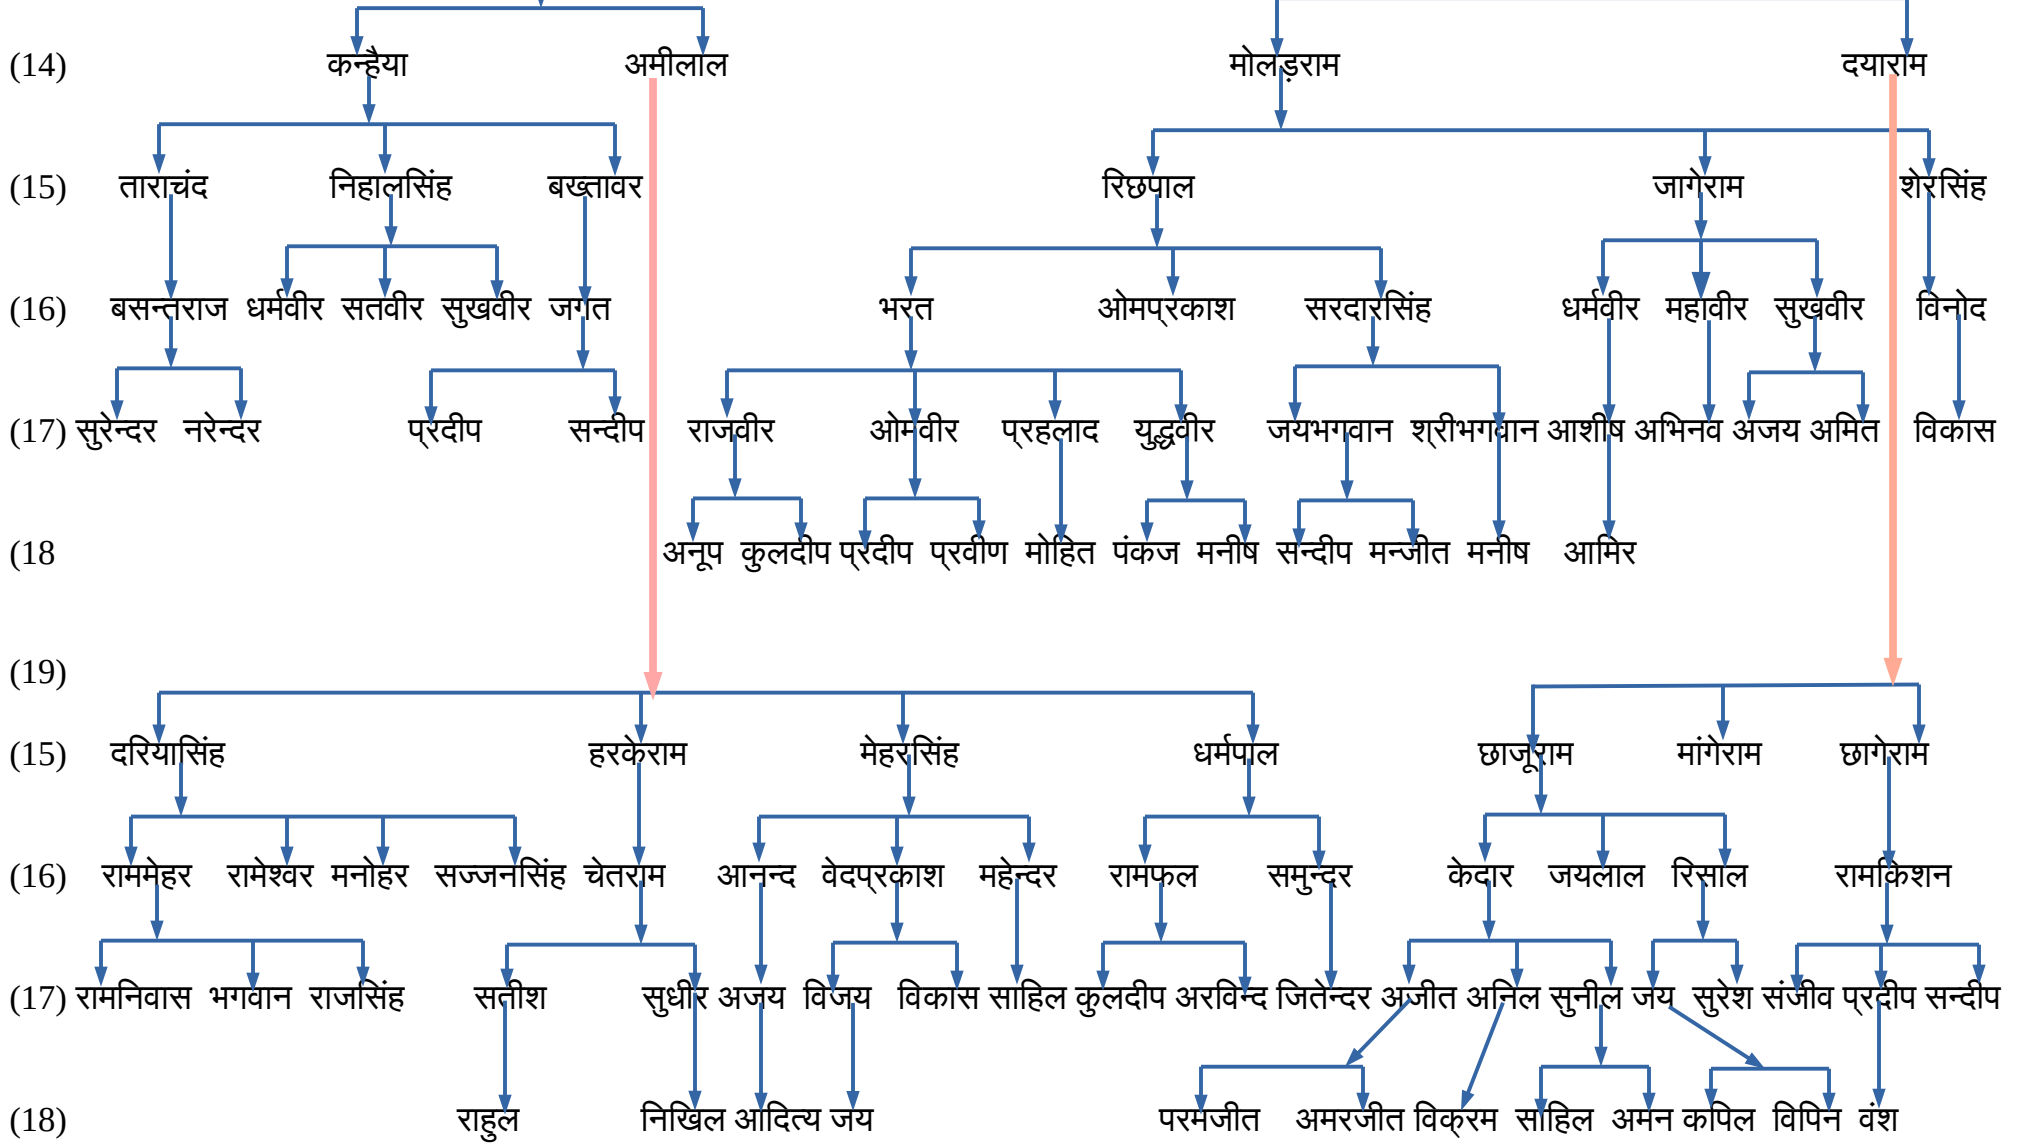 (14) कन्हैया अमीलाल मोलड़राम दयाराम
(15) ताराचंद निहालसिंह बख्तावर रिछपाल जागेराम शेरसिंह
(16) बसन्तराज धर्मवीर सतवीर सुखवीर जगत भरत ओमप्रकाश सरदारसिंह धर्मवीर महावीर सुखवीर विनोद
(17) सुरेन्दर नरेन्दर प्रदीप सन्दीप राजवीर ओमवीर प्रहलाद युद्धवीर जयभगवान श्रीभगवान आशीष अभिनव अजय अमित विकास
(18 अनूप कुलदीप प्रदीप प्रवीण मोहित पंकज मनीष सन्दीप मन्जीत मनीष आमिर
(19)
(15) दरियासिंह हरकेराम मेहरसिंह धर्मपाल छाजूराम मांगेराम छागेराम
(16) राममेहर रामेश्वर मनोहर सज्जनसिंह चेतराम आनन्द वेदप्रकाश महेन्दर रामफल समुन्दर केदार जयलाल रिसाल रामकिशन
(17) रामनिवास भगवान राजसिंह सतीश सुधीर अजय विजय विकास साहिल कुलदीप अरविन्द जितेन्दर अजीत अनिल सुनील जय सुरेश संजीव प्रदीप सन्दीप
(18) राहुल निखिल आदित्य जय परमजीत अमरजीत विक्रम साहिल अमन कपिल विपिन वंश